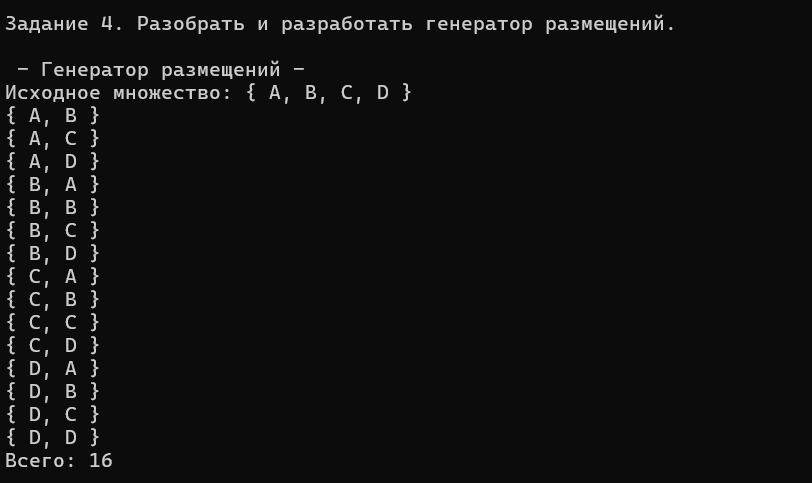 Задание 4. Разобрать и разработать генератор размещений.
- Генератор размещений -
Исходное множество: { A, B, C, D }
{ A, B }
{ A, C }
{ A, D }
{ B, A }
{ B, B }
{ B, C }
{ B, D }
{ C, A }
{ C, B }
{ C, C }
{ C, D }
{ D, A }
{ D, B }
{ D, C }
{ D, D }
Всего: 16